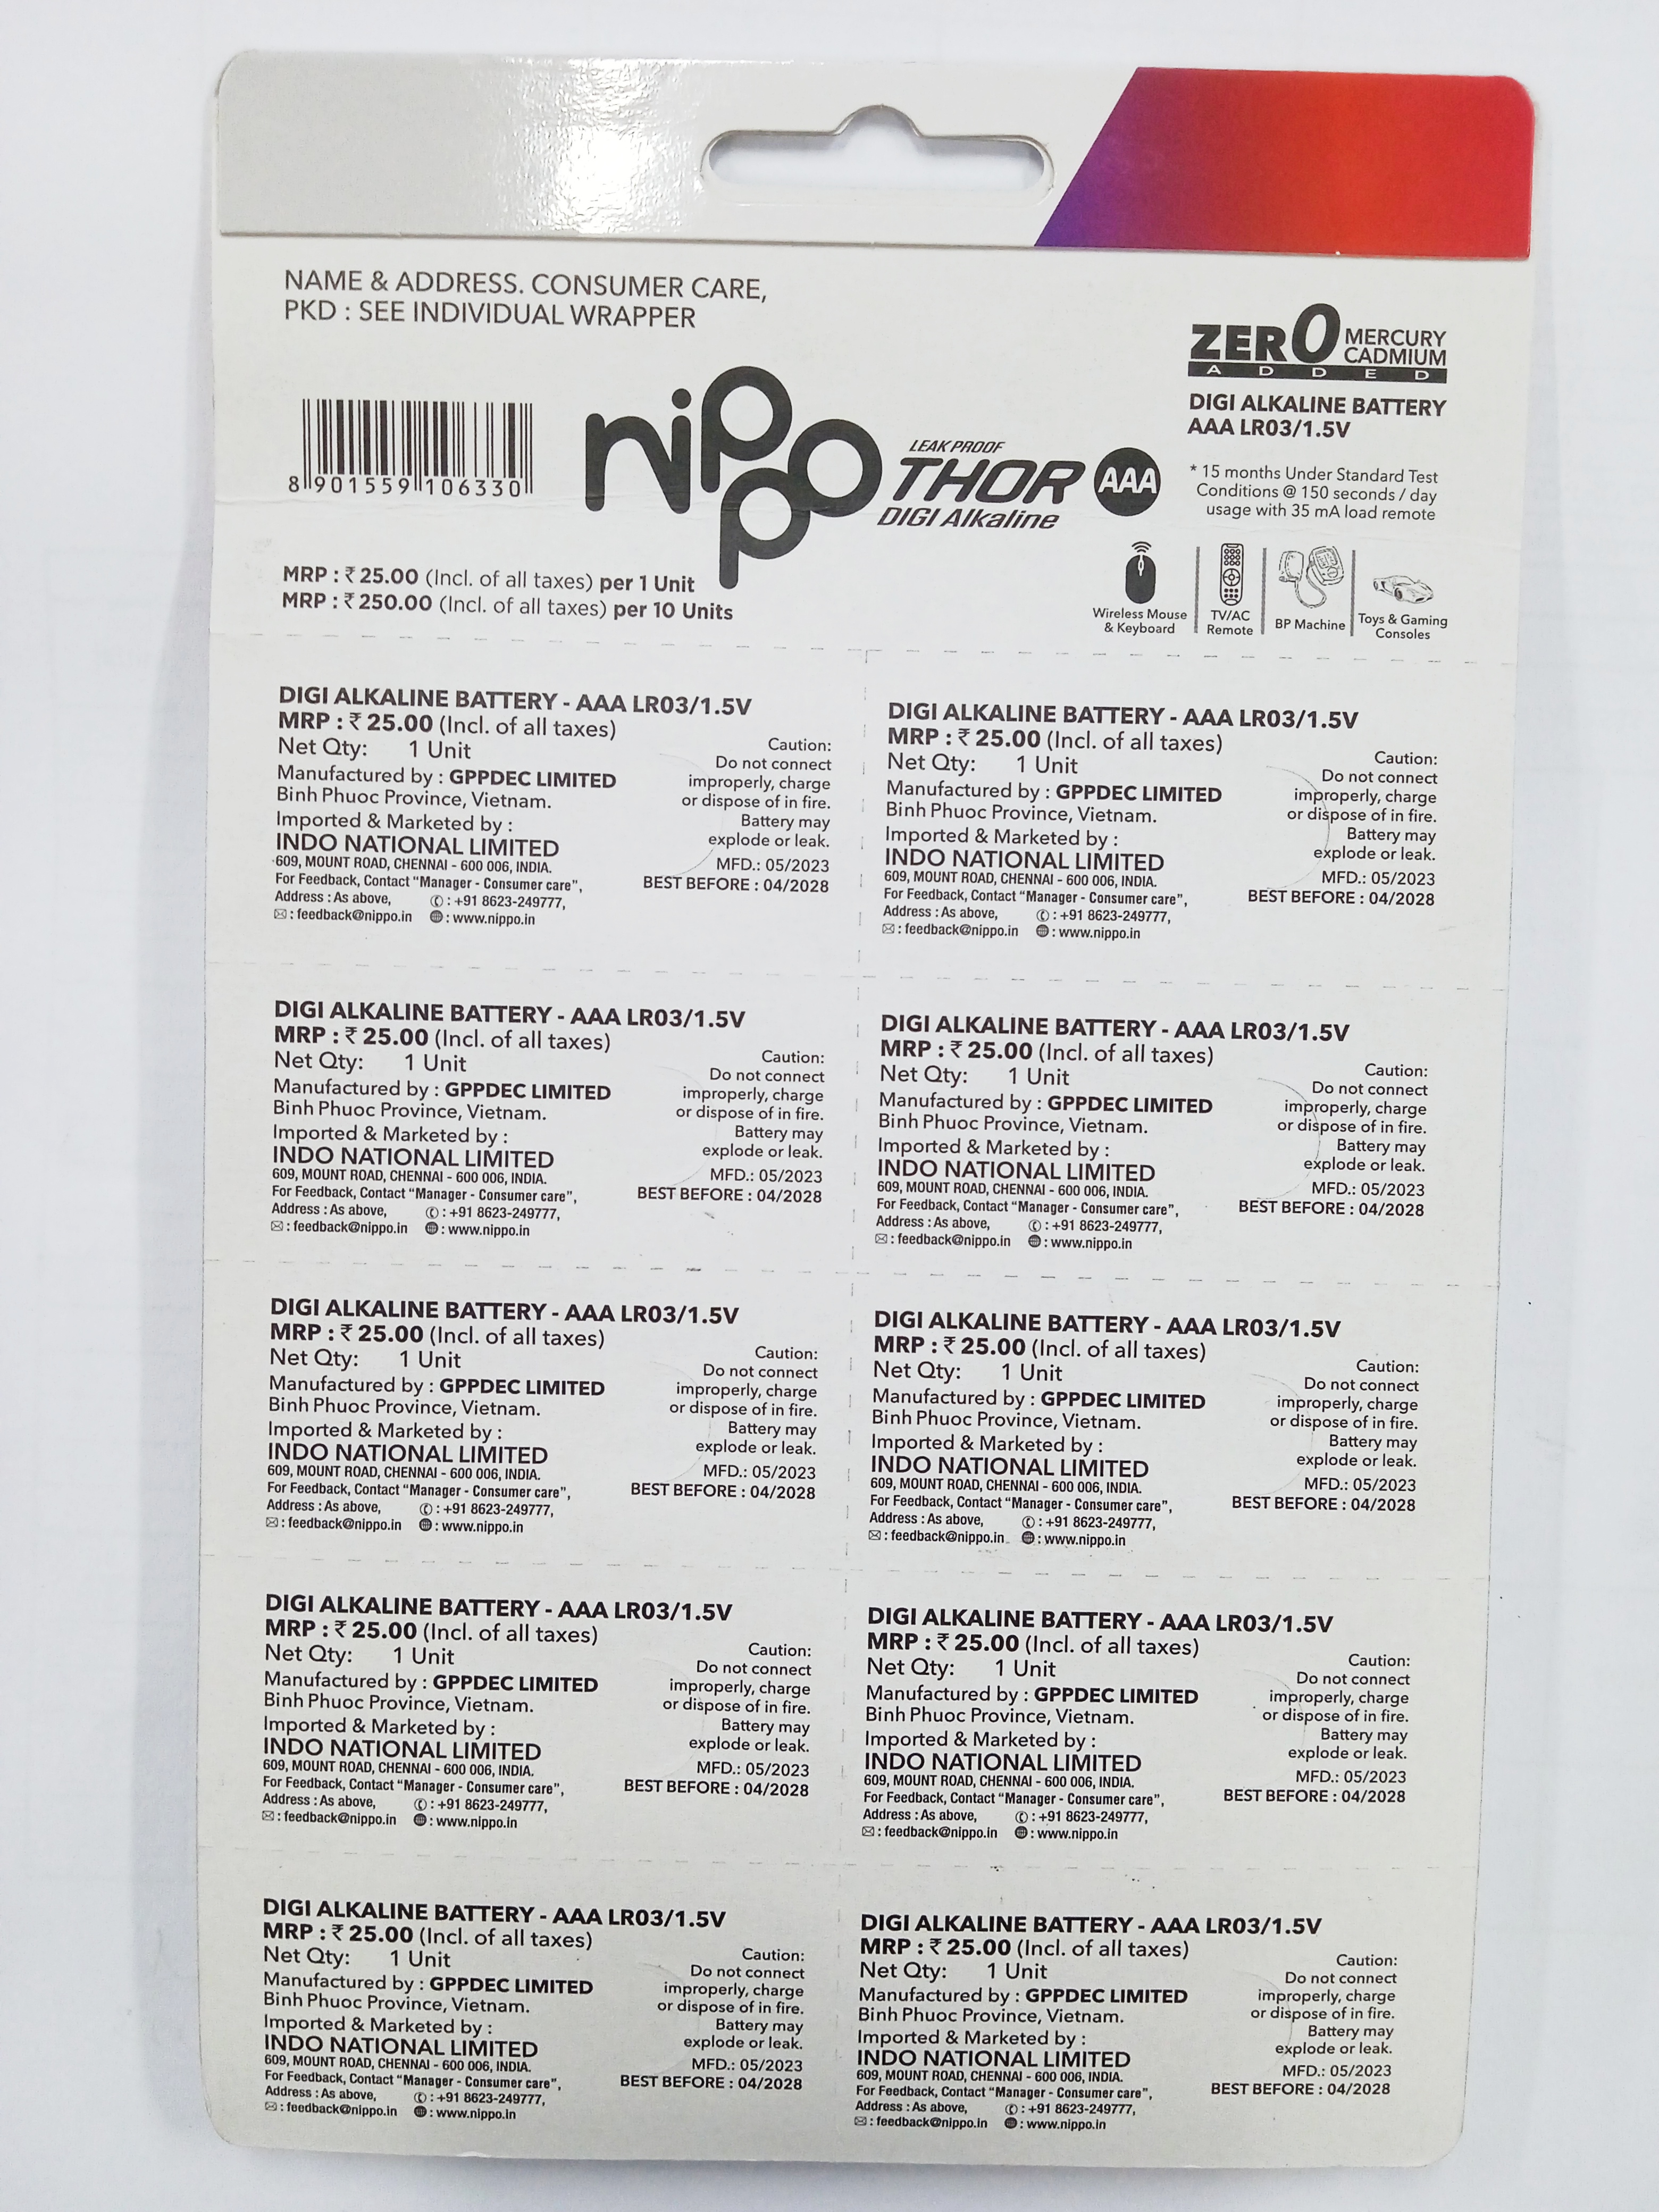 NAME & ADDRESS. CONSUMER CARE,
PKD : SEE INDIVIDUAL WRAPPER
8 901559 106330
nippo
LEAK PROOF
THOR
DIGI Alkaline
AAA
ZERO MERCURY
CADMIUM
ADDED
DIGI ALKALINE BATTERY
AAA LR03/1.5V
* 15 months Under Standard Test
Conditions @ 150 seconds / day
usage with 35 mA load remote
MRP : ₹ 25.00 (Incl. of all taxes) per 1 Unit
MRP : ₹ 250.00 (Incl. of all taxes) per 10 Units
Wireless Mouse
& Keyboard
TV/AC
Remote
BP Machine
Toys & Gaming
Consoles
DIGI ALKALINE BATTERY - AAA LR03/1.5V
MRP : ₹ 25.00 (Incl. of all taxes)
Net Qty: 1 Unit
Manufactured by : GPPDEC LIMITED
Binh Phuoc Province, Vietnam.
Imported & Marketed by :
INDO NATIONAL LIMITED
609, MOUNT ROAD, CHENNAI - 600 006, INDIA.
For Feedback, Contact "Manager - Consumer care",
Address : As above, : +91 8623-249777,
: feedback@nippo.in : www.nippo.in
Caution:
Do not connect
improperly, charge
or dispose of in fire.
Battery may
explode or leak.
MFD.: 05/2023
BEST BEFORE : 04/2028
DIGI ALKALINE BATTERY - AAA LR03/1.5V
MRP : ₹ 25.00 (Incl. of all taxes)
Net Qty: 1 Unit
Manufactured by : GPPDEC LIMITED
Binh Phuoc Province, Vietnam.
Imported & Marketed by :
INDO NATIONAL LIMITED
609, MOUNT ROAD, CHENNAI - 600 006, INDIA.
For Feedback, Contact "Manager - Consumer care",
Address : As above, : +91 8623-249777,
: feedback@nippo.in : www.nippo.in
Caution:
Do not connect
improperly, charge
or dispose of in fire.
Battery may
explode or leak.
MFD.: 05/2023
BEST BEFORE : 04/2028
DIGI ALKALINE BATTERY - AAA LR03/1.5V
MRP : ₹ 25.00 (Incl. of all taxes)
Net Qty: 1 Unit
Manufactured by : GPPDEC LIMITED
Binh Phuoc Province, Vietnam.
Imported & Marketed by :
INDO NATIONAL LIMITED
609, MOUNT ROAD, CHENNAI - 600 006, INDIA.
For Feedback, Contact "Manager - Consumer care",
Address : As above, : +91 8623-249777,
: feedback@nippo.in : www.nippo.in
Caution:
Do not connect
improperly, charge
or dispose of in fire.
Battery may
explode or leak.
MFD.: 05/2023
BEST BEFORE : 04/2028
DIGI ALKALINE BATTERY - AAA LR03/1.5V
MRP : ₹ 25.00 (Incl. of all taxes)
Net Qty: 1 Unit
Manufactured by : GPPDEC LIMITED
Binh Phuoc Province, Vietnam.
Imported & Marketed by :
INDO NATIONAL LIMITED
609, MOUNT ROAD, CHENNAI - 600 006, INDIA.
For Feedback, Contact "Manager - Consumer care",
Address : As above, : +91 8623-249777,
: feedback@nippo.in : www.nippo.in
Caution:
Do not connect
improperly, charge
or dispose of in fire.
Battery may
explode or leak.
MFD.: 05/2023
BEST BEFORE : 04/2028
DIGI ALKALINE BATTERY - AAA LR03/1.5V
MRP : ₹ 25.00 (Incl. of all taxes)
Net Qty: 1 Unit
Manufactured by : GPPDEC LIMITED
Binh Phuoc Province, Vietnam.
Imported & Marketed by :
INDO NATIONAL LIMITED
609, MOUNT ROAD, CHENNAI - 600 006, INDIA.
For Feedback, Contact "Manager - Consumer care",
Address : As above, : +91 8623-249777,
: feedback@nippo.in : www.nippo.in
Caution:
Do not connect
improperly, charge
or dispose of in fire.
Battery may
explode or leak.
MFD.: 05/2023
BEST BEFORE : 04/2028
DIGI ALKALINE BATTERY - AAA LR03/1.5V
MRP : ₹ 25.00 (Incl. of all taxes)
Net Qty: 1 Unit
Manufactured by : GPPDEC LIMITED
Binh Phuoc Province, Vietnam.
Imported & Marketed by :
INDO NATIONAL LIMITED
609, MOUNT ROAD, CHENNAI - 600 006, INDIA.
For Feedback, Contact "Manager - Consumer care",
Address : As above, : +91 8623-249777,
: feedback@nippo.in : www.nippo.in
Caution:
Do not connect
improperly, charge
or dispose of in fire.
Battery may
explode or leak.
MFD.: 05/2023
BEST BEFORE : 04/2028
DIGI ALKALINE BATTERY - AAA LR03/1.5V
MRP : ₹ 25.00 (Incl. of all taxes)
Net Qty: 1 Unit
Manufactured by : GPPDEC LIMITED
Binh Phuoc Province, Vietnam.
Imported & Marketed by :
INDO NATIONAL LIMITED
609, MOUNT ROAD, CHENNAI - 600 006, INDIA.
For Feedback, Contact "Manager - Consumer care",
Address : As above, : +91 8623-249777,
: feedback@nippo.in : www.nippo.in
Caution:
Do not connect
improperly, charge
or dispose of in fire.
Battery may
explode or leak.
MFD.: 05/2023
BEST BEFORE : 04/2028
DIGI ALKALINE BATTERY - AAA LR03/1.5V
MRP : ₹ 25.00 (Incl. of all taxes)
Net Qty: 1 Unit
Manufactured by : GPPDEC LIMITED
Binh Phuoc Province, Vietnam.
Imported & Marketed by :
INDO NATIONAL LIMITED
609, MOUNT ROAD, CHENNAI - 600 006, INDIA.
For Feedback, Contact "Manager - Consumer care",
Address : As above, : +91 8623-249777,
: feedback@nippo.in : www.nippo.in
Caution:
Do not connect
improperly, charge
or dispose of in fire.
Battery may
explode or leak.
MFD.: 05/2023
BEST BEFORE : 04/2028
DIGI ALKALINE BATTERY - AAA LR03/1.5V
MRP : ₹ 25.00 (Incl. of all taxes)
Net Qty: 1 Unit
Manufactured by : GPPDEC LIMITED
Binh Phuoc Province, Vietnam.
Imported & Marketed by :
INDO NATIONAL LIMITED
609, MOUNT ROAD, CHENNAI - 600 006, INDIA.
For Feedback, Contact "Manager - Consumer care",
Address : As above, : +91 8623-249777,
: feedback@nippo.in : www.nippo.in
Caution:
Do not connect
improperly, charge
or dispose of in fire.
Battery may
explode or leak.
MFD.: 05/2023
BEST BEFORE : 04/2028
DIGI ALKALINE BATTERY - AAA LR03/1.5V
MRP : ₹ 25.00 (Incl. of all taxes)
Net Qty: 1 Unit
Manufactured by : GPPDEC LIMITED
Binh Phuoc Province, Vietnam.
Imported & Marketed by :
INDO NATIONAL LIMITED
609, MOUNT ROAD, CHENNAI - 600 006, INDIA.
For Feedback, Contact "Manager - Consumer care",
Address : As above, : +91 8623-249777,
: feedback@nippo.in : www.nippo.in
Caution:
Do not connect
improperly, charge
or dispose of in fire.
Battery may
explode or leak.
MFD.: 05/2023
BEST BEFORE : 04/2028